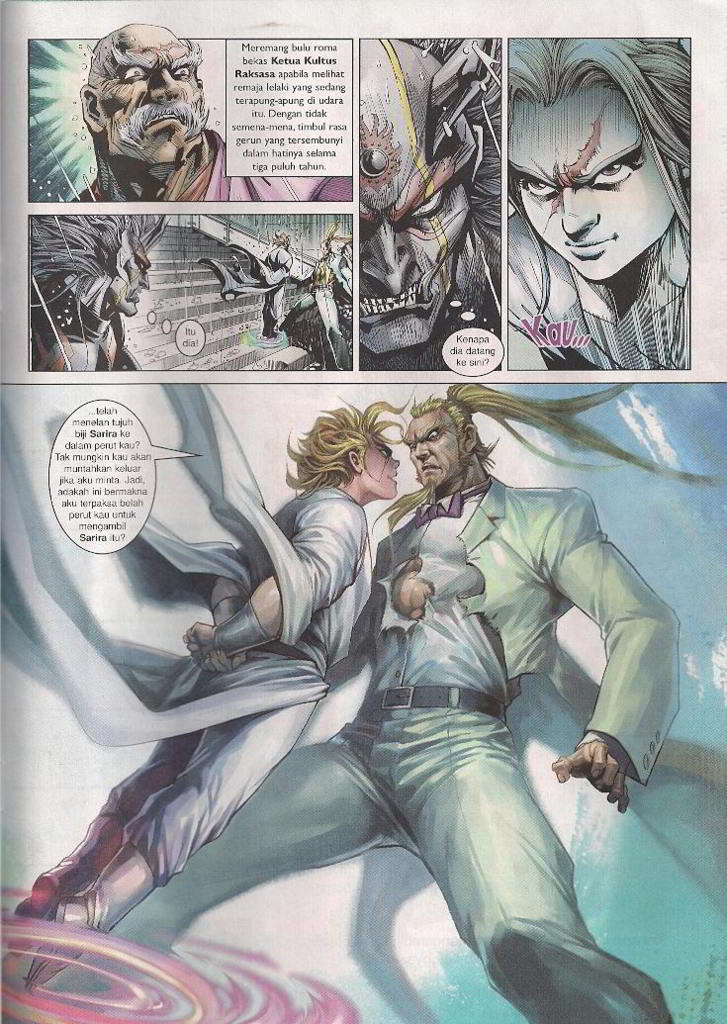 Meremang bulu roma
bekas Ketua Kultus
Raksasa apabila melihat
remaja lelaki yang sedang
terapung-apung di udara
itu. Dengan tidak
semena-mena, timbul rasa
gerun yang tersembunyi
dalam hatinya selama
tiga puluh tahun.
Itu
dia!
Kenapa
dia datang
ke sini?
Kau...
...telah
menelan tujuh
biji Sarira ke
dalam perut kau?
Tak mungkin kau akan
muntahkan keluar
jika aku minta. Jadi,
adakah ini bermakna
aku terpaksa belah
perut kau untuk
mengambil
Sarira itu?